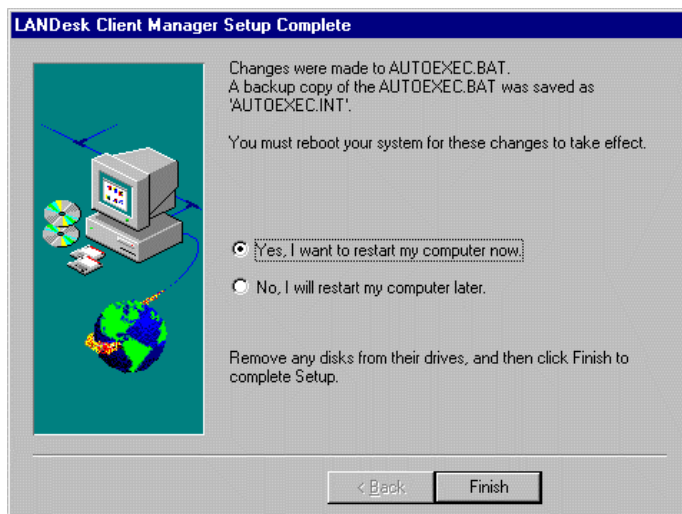 LANDesk Client Manager Setup Complete
Changes were made to AUTOEXEC.BAT.
A backup copy of the AUTOEXEC.BAT was saved as
'AUTOEXEC.INT'.
You must reboot your system for these changes to take effect.
Yes, I want to restart my computer now.
No, I will restart my computer later.
Remove any disks from their drives, and then click Finish to
complete Setup.
< Back
Finish